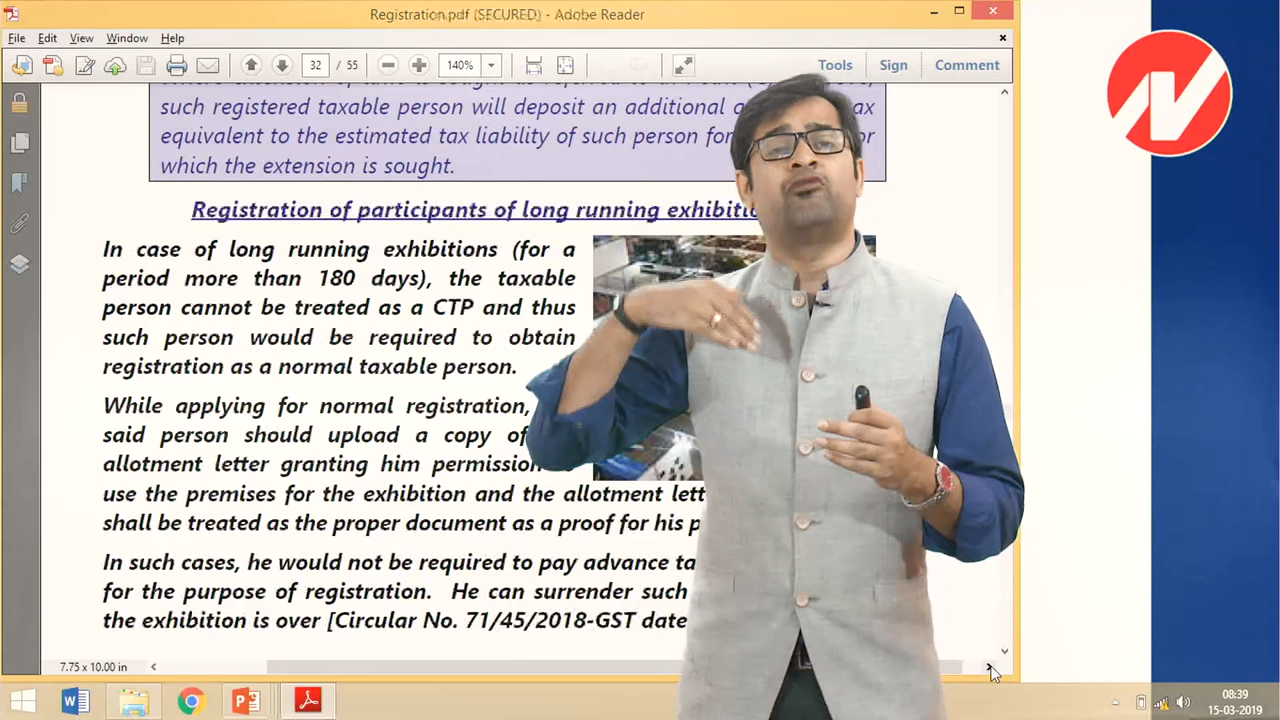 Registration.pdf (SECURED) - Adobe Reader
File Edit View Window Help
32 / 55
140%
Tools Sign Comment
such registered taxable person will deposit an additional
equivalent to the estimated tax liability of such person for
which the extension is sought.
Registration of participants of long running
In case of long running exhibitions (for a
period more than 180 days), the taxable
person cannot be treated as a CTP and thus
such person would be required to obtain
registration as a normal taxable person.
While applying for normal registration,
said person should upload a copy of
allotment letter granting him permission
use the premises for the exhibition and the allotment
shall be treated as the proper document as a proof for his
In such cases, he would not be required to pay advance
for the purpose of registration. He can surrender such
the exhibition is over [Circular No. 71/45/2018-GST
7.75 x 10.00 in
08:39
15-03-2019